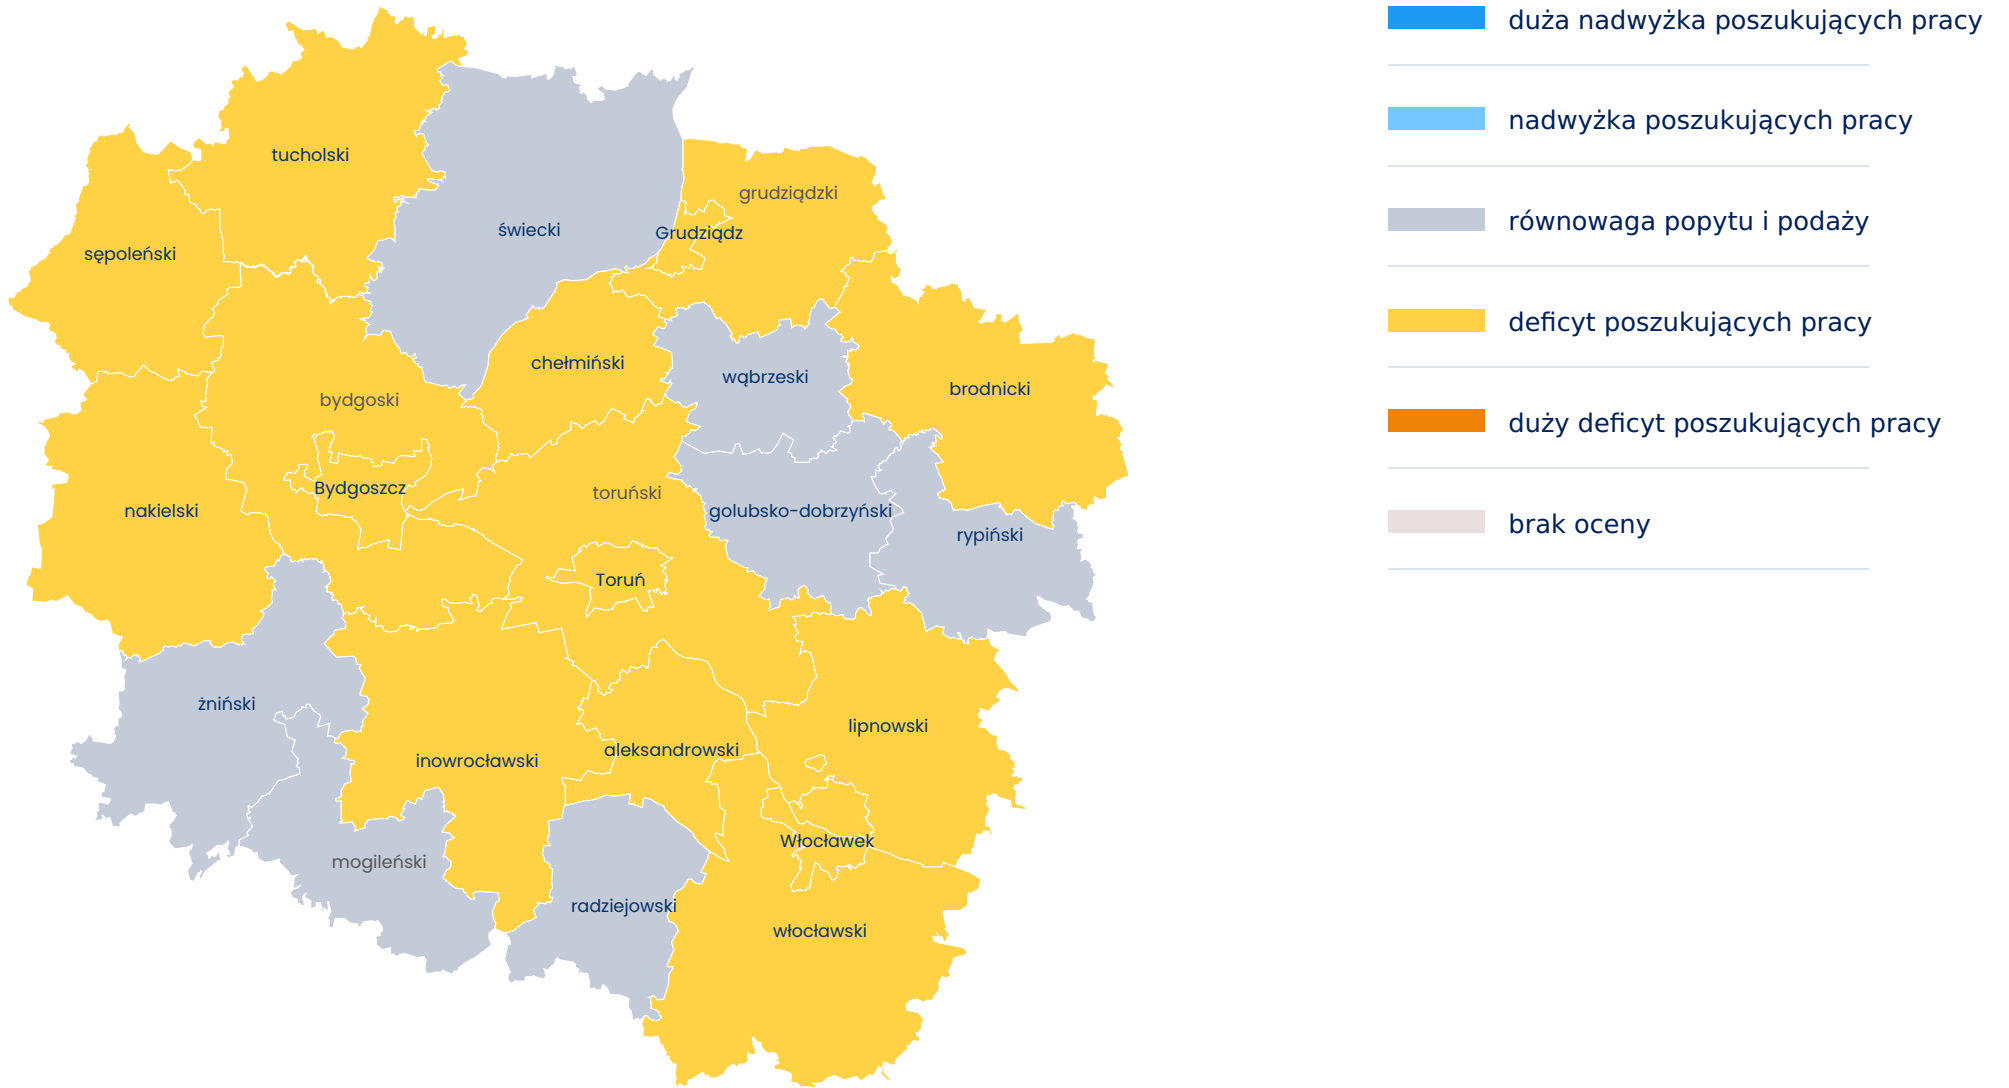 duża nadwyżka poszukujących pracy
nadwyżka poszukujących pracy
równowaga popytu i podaży
deficyt poszukujących pracy
duży deficyt poszukujących pracy
brak oceny
tucholski
grudziądzki
świecki
Grudziądz
sępoleński
chełmiński
wąbrzeski
brodnicki
bydgoski
Bydgoszcz
toruński
nakielski
golubsko-dobrzyński
rypiński
Toruń
żniński
lipnowski
aleksandrowski
inowrocławski
Włocławek
mogileński
radziejowski
włocławski